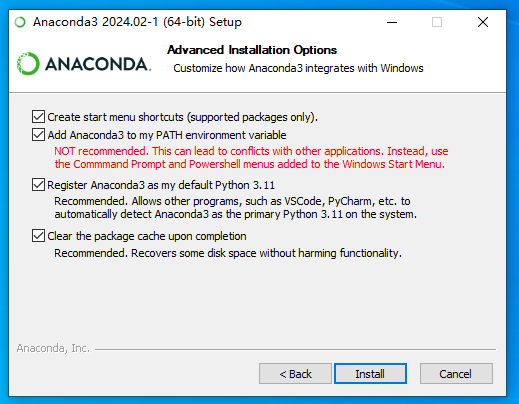 Anaconda3 2024.02-1 (64-bit) Setup
Advanced Installation Options
Customize how Anaconda3 integrates with Windows
ANACONDA.
Create start menu shortcuts (supported packages only).
Add Anaconda3 to my PATH environment variable
NOT recommended. This can lead to conflicts with other applications. Instead, use
the Commmand Prompt and Powershell menus added to the Windows Start Menu.
Register Anaconda3 as my default Python 3.11
Recommended. Allows other programs, such as VSCode, PyCharm, etc. to
automatically detect Anaconda3 as the primary Python 3.11 on the system.
Clear the package cache upon completion
Recommended. Recovers some disk space without harming functionality.
Anaconda, Inc.
< Back
Install
Cancel